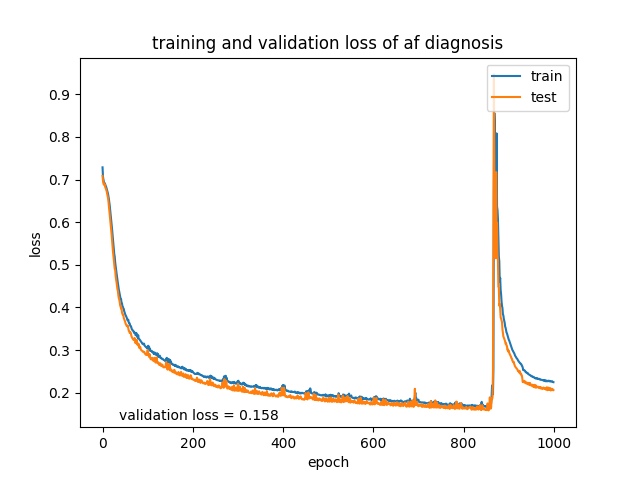 training and validation loss of af diagnosis
train
test
0.9
0.8
0.7
0.6
0.5
0.4
0.3
0.2
loss
validation loss = 0.158
0
200
400
600
800
1000
epoch